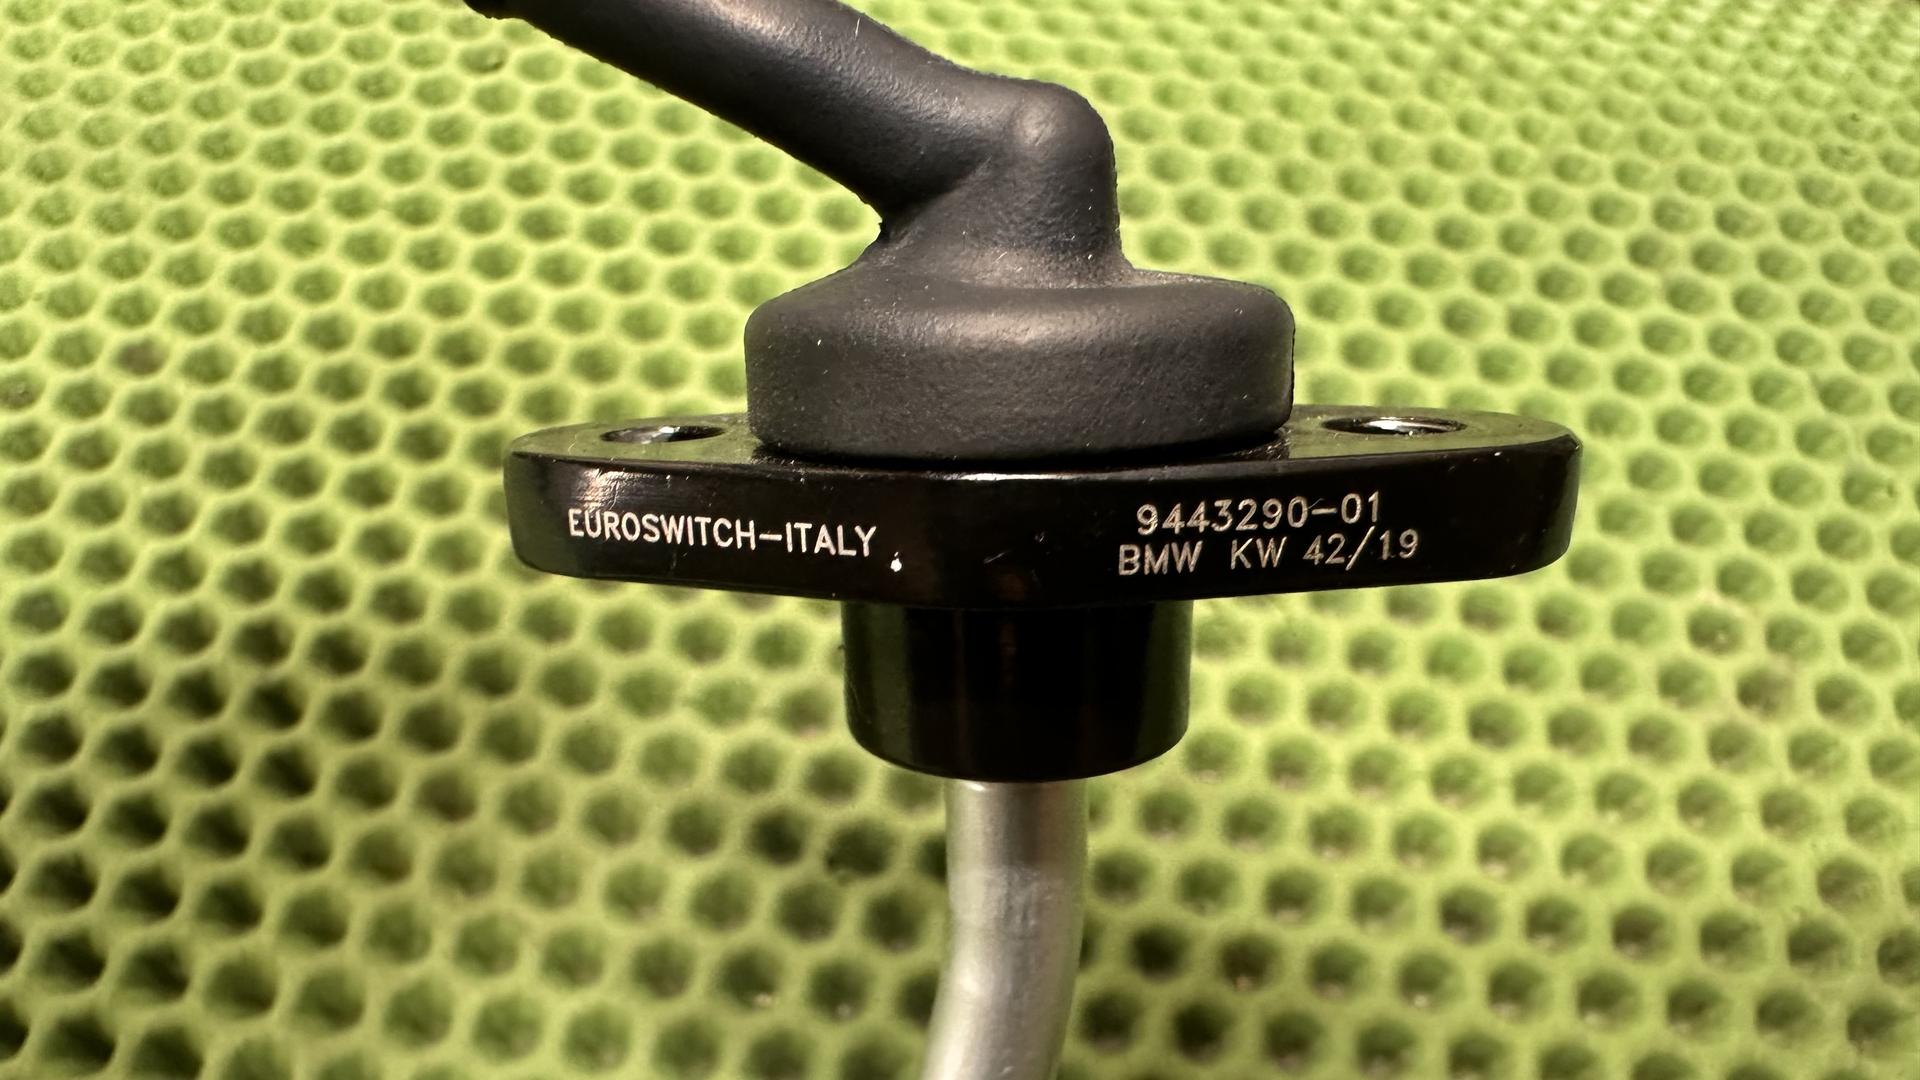 EUROSWITCH-ITALY
9443290-01
BMW KW 42/19